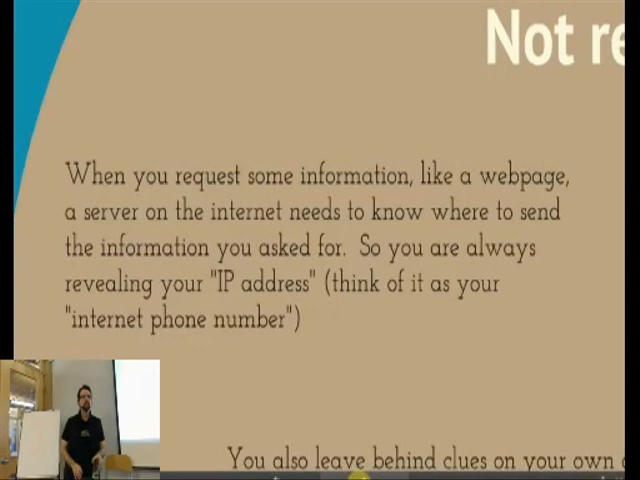 Not re
When you request some information, like a webpage,
a server on the internet needs to know where to send
the information you asked for. So you are always
revealing your "IP address" (think of it as your
"internet phone number")
You also leave behind clues on your own